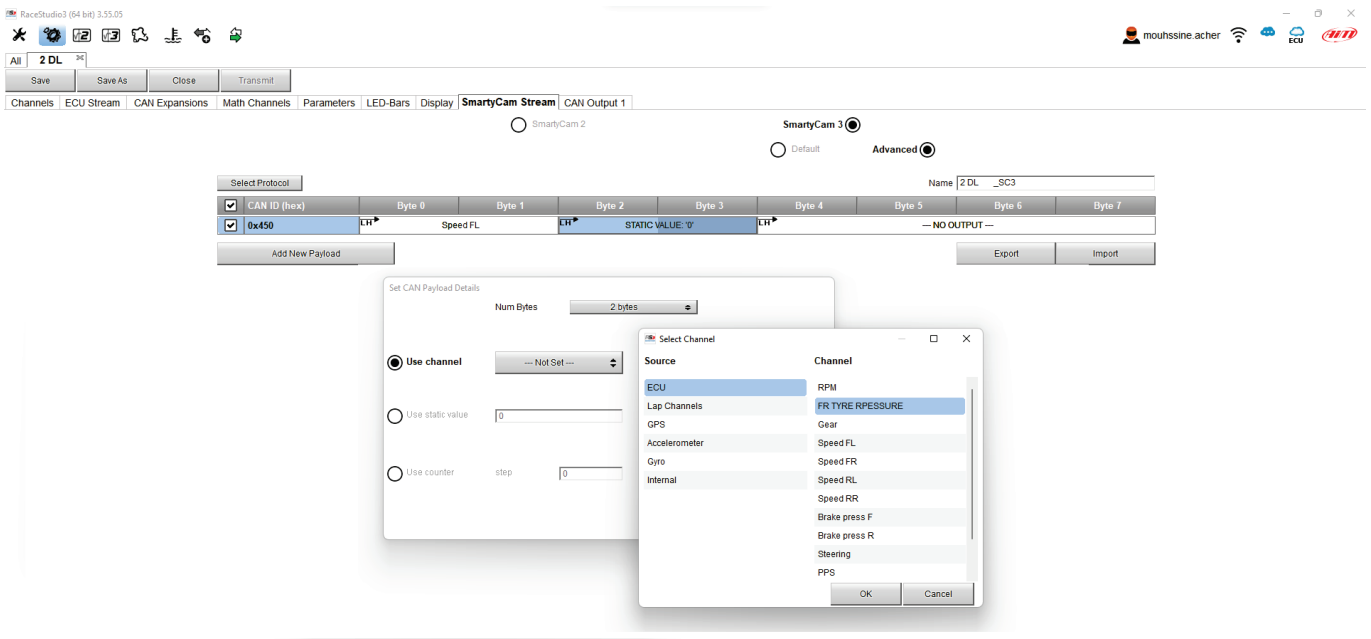 RaceStudio3 (64 bit) 3.55.05
mouhssine.acher
ECU
AiM
All 2 DL
Save Save As Close Transmit
Channels ECU Stream CAN Expansions Math Channels Parameters LED-Bars Display SmartyCam Stream CAN Output 1
SmartyCam 2 SmartyCam 3
Default Advanced
Select Protocol Name 2 DL _SC3
CAN ID (hex) Byte 0 Byte 1 Byte 2 Byte 3 Byte 4 Byte 5 Byte 6 Byte 7
0x450 LH Speed FL LH STATIC VALUE: '0' LH --- NO OUTPUT ---
Add New Payload Export Import
Set CAN Payload Details
Num Bytes 2 bytes
Use channel --- Not Set ---
Use static value 0
Use counter step 0
Select Channel
Source Channel
ECU RPM
Lap Channels FR TYRE RPESSURE
GPS Gear
Accelerometer Speed FL
Gyro Speed FR
Internal Speed RL
Speed RR
Brake press F
Brake press R
Steering
PPS
OK Cancel